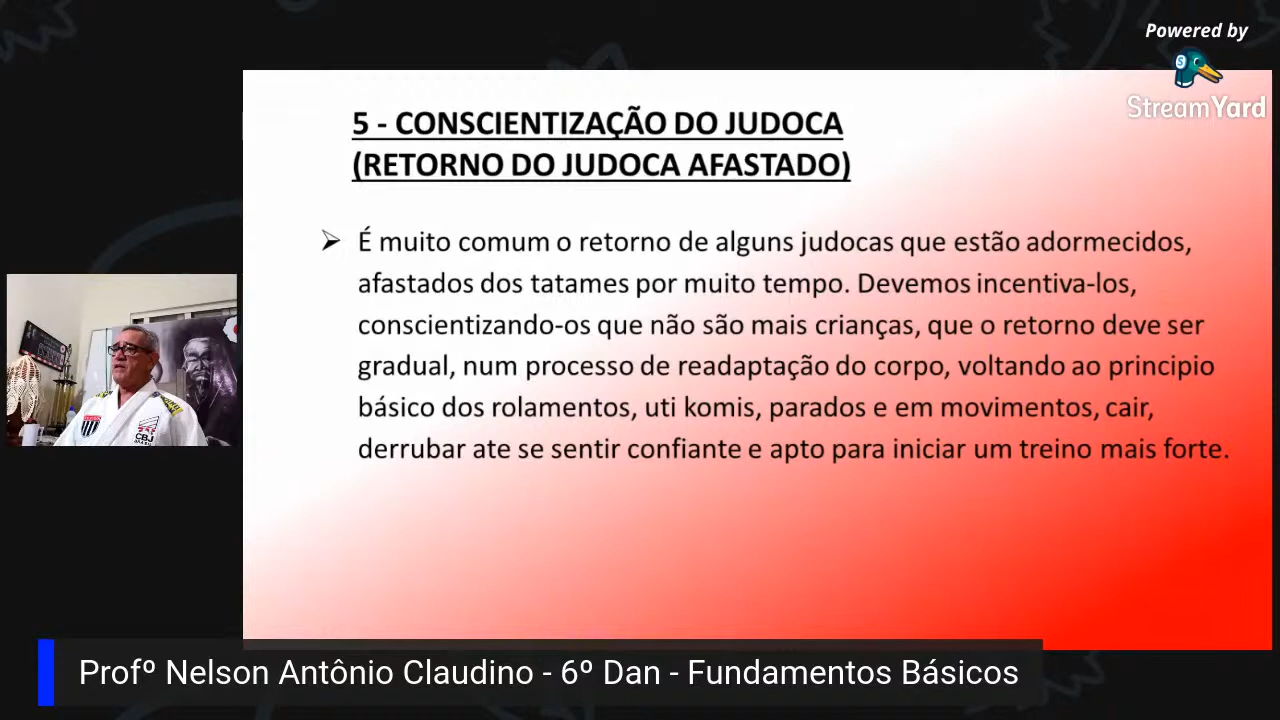 Powered by
StreamYard
5 - CONSCIENTIZAÇÃO DO JUDOCA
(RETORNO DO JUDOCA AFASTADO)
➢ É muito comum o retorno de alguns judocas que estão adormecidos,
afastados dos tatames por muito tempo. Devemos incentiva-los,
conscientizando-os que não são mais crianças, que o retorno deve ser
gradual, num processo de readaptação do corpo, voltando ao principio
básico dos rolamentos, uti komis, parados e em movimentos, cair,
derrubar ate se sentir confiante e apto para iniciar um treino mais forte.
CBJ
Profº Nelson Antônio Claudino - 6º Dan - Fundamentos Básicos